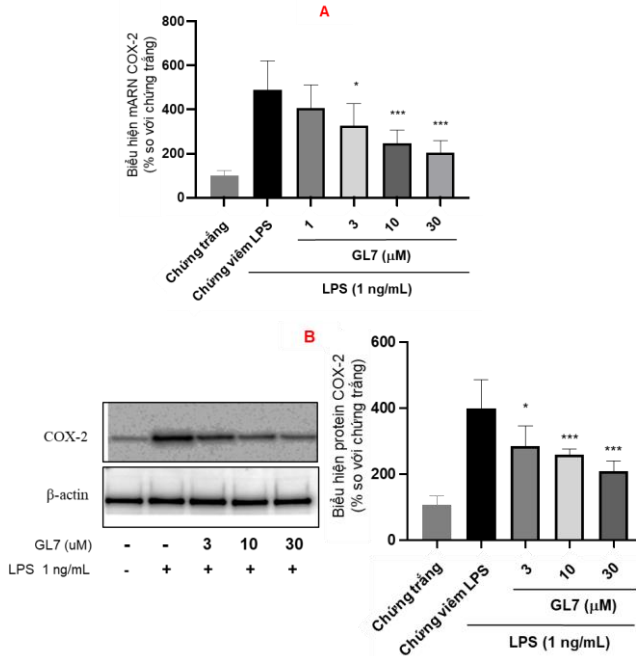 A
Biểu hiện mARN COX-2
(% so với chứng trắng)
800
600
400
200
0
*
***
***
Chứng trắng
Chứng viêm LPS
1
3
10
30
GL7 (μM)
LPS (1 ng/mL)
B
COX-2
β-actin
GL7 (uM) - - 3 10 30
LPS 1 ng/mL - + + + +
Biểu hiện protein COX-2
(% so với chứng trắng)
600
400
200
0
*
***
***
Chứng trắng
Chứng viêm LPS
3
10
30
GL7 (μM)
LPS (1 ng/mL)